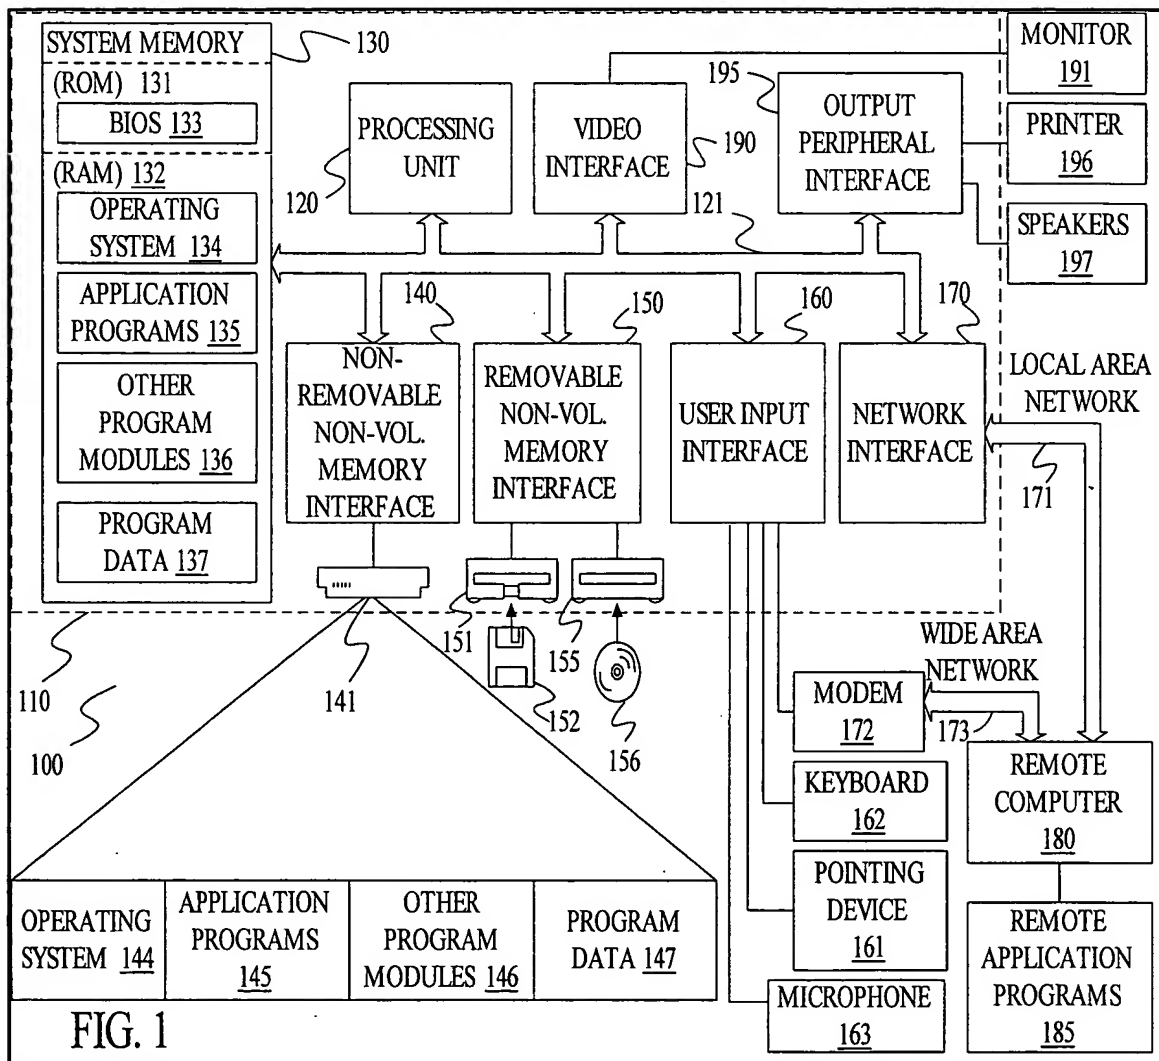 SYSTEM MEMORY
130
(ROM) 131
BIOS 133
(RAM) 132
OPERATING
SYSTEM 134
APPLICATION
PROGRAMS 135
OTHER
PROGRAM
MODULES 136
PROGRAM
DATA 137
PROCESSING
UNIT
120
VIDEO
INTERFACE
190
195
OUTPUT
PERIPHERAL
INTERFACE
121
MONITOR
191
PRINTER
196
SPEAKERS
197
140
NON-
REMOVABLE
NON-VOL.
MEMORY
INTERFACE
150
REMOVABLE
NON-VOL.
MEMORY
INTERFACE
160
USER INPUT
INTERFACE
170
NETWORK
INTERFACE
LOCAL AREA
NETWORK
171
110
100
141
151
152
155
156
WIDE AREA
NETWORK
173
MODEM
172
KEYBOARD
162
POINTING
DEVICE
161
MICROPHONE
163
REMOTE
COMPUTER
180
REMOTE
APPLICATION
PROGRAMS
185
OPERATING
SYSTEM 144
APPLICATION
PROGRAMS
145
OTHER
PROGRAM
MODULES 146
PROGRAM
DATA 147
FIG. 1